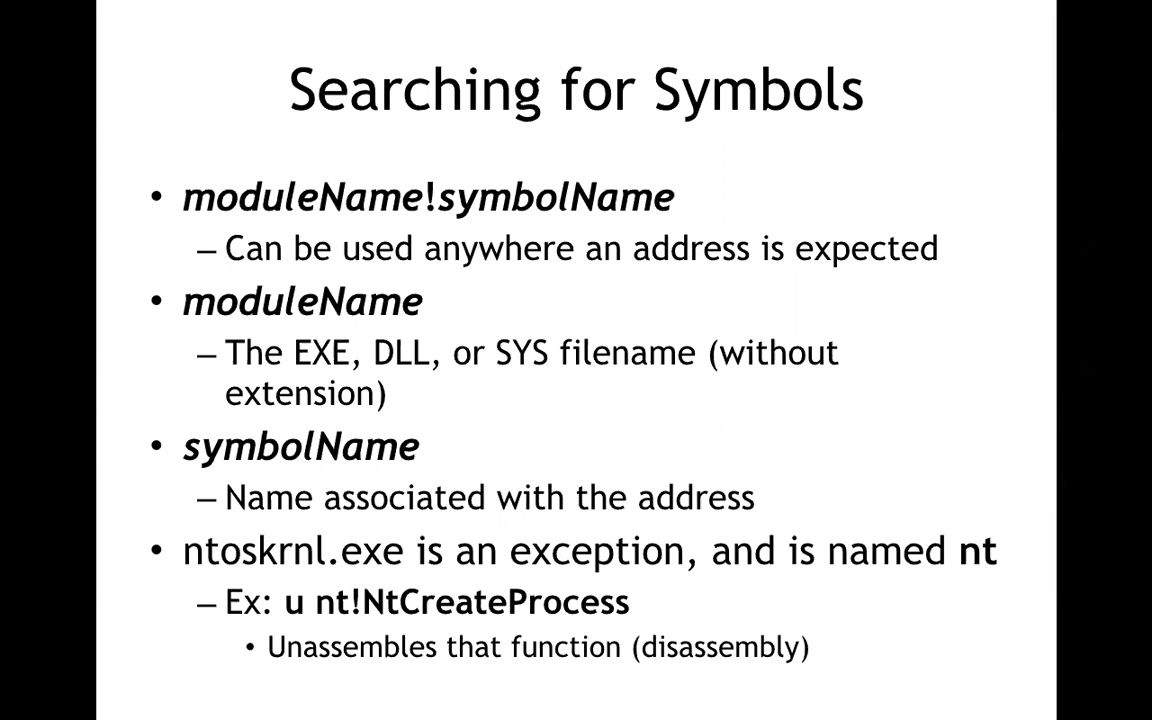 Searching for Symbols
• moduleName!symbolName
– Can be used anywhere an address is expected
• moduleName
– The EXE, DLL, or SYS filename (without
extension)
• symbolName
– Name associated with the address
• ntoskrnl.exe is an exception, and is named nt
– Ex: u nt!NtCreateProcess
• Unassembles that function (disassembly)